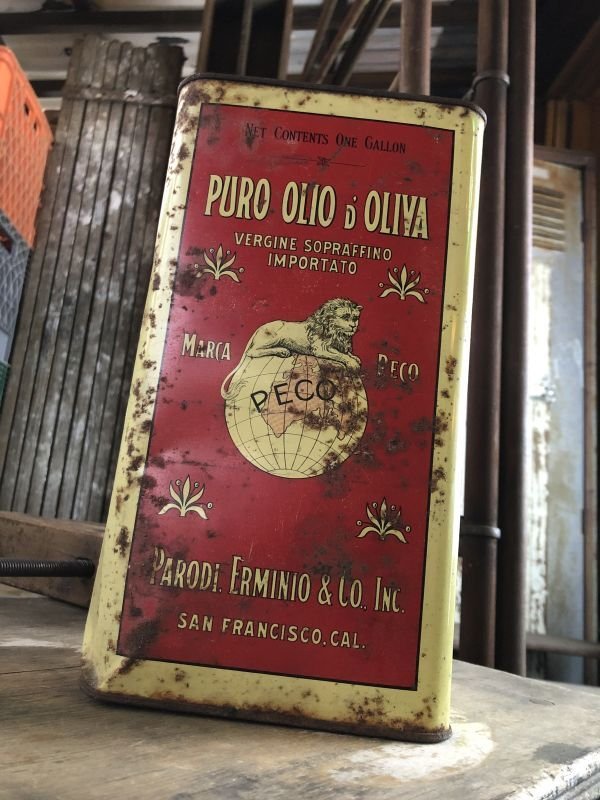 Net Contents One Gallon
PURO OLIO D'OLIVA
VERGINE SOPRAFFINO
IMPORTATO
MARCA PECO
PECO
PARODI, ERMINIO & CO., INC.
SAN FRANCISCO, CAL.